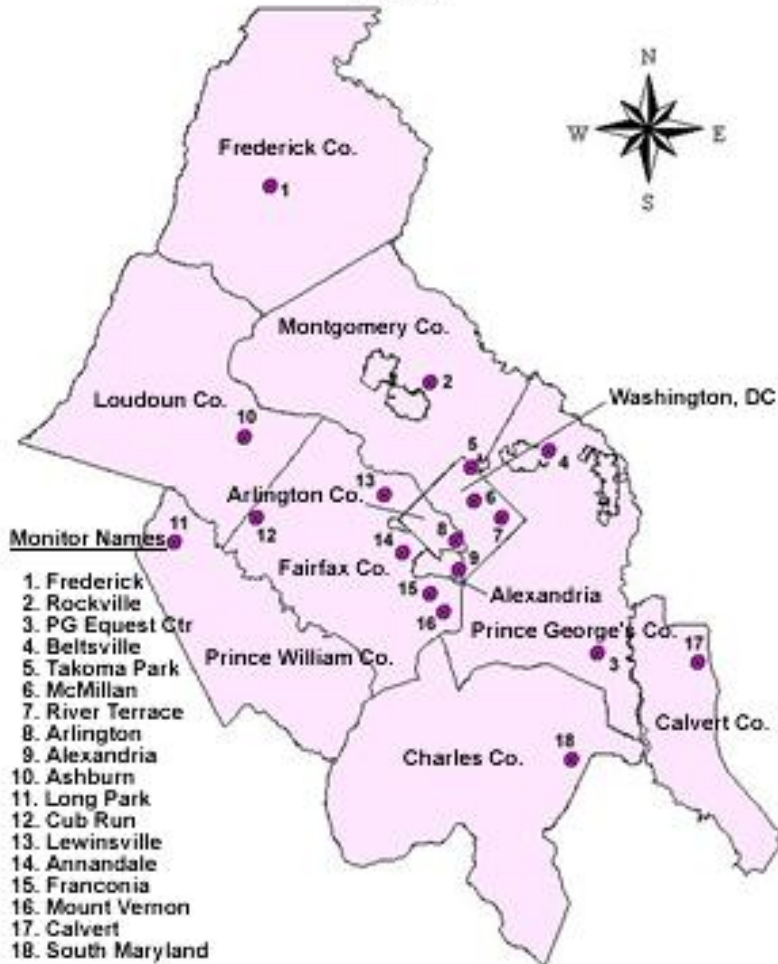 N
W E
S
Frederick Co.
1
Montgomery Co.
2
Loudoun Co.
10
Washington, DC
5
4
13
Arlington Co.
6
11
12
7
8
14
9
Monitor Names
Fairfax Co.
Alexandria
15
16
Prince George's Co.
Prince William Co.
3
17
Calvert Co.
Charles Co.
18
1. Frederick
2. Rockville
3. PG Equest Ctr
4. Beltsville
5. Takoma Park
6. McMillan
7. River Terrace
8. Arlington
9. Alexandria
10. Ashburn
11. Long Park
12. Cub Run
13. Lewinsville
14. Annandale
15. Franconia
16. Mount Vernon
17. Calvert
18. South Maryland